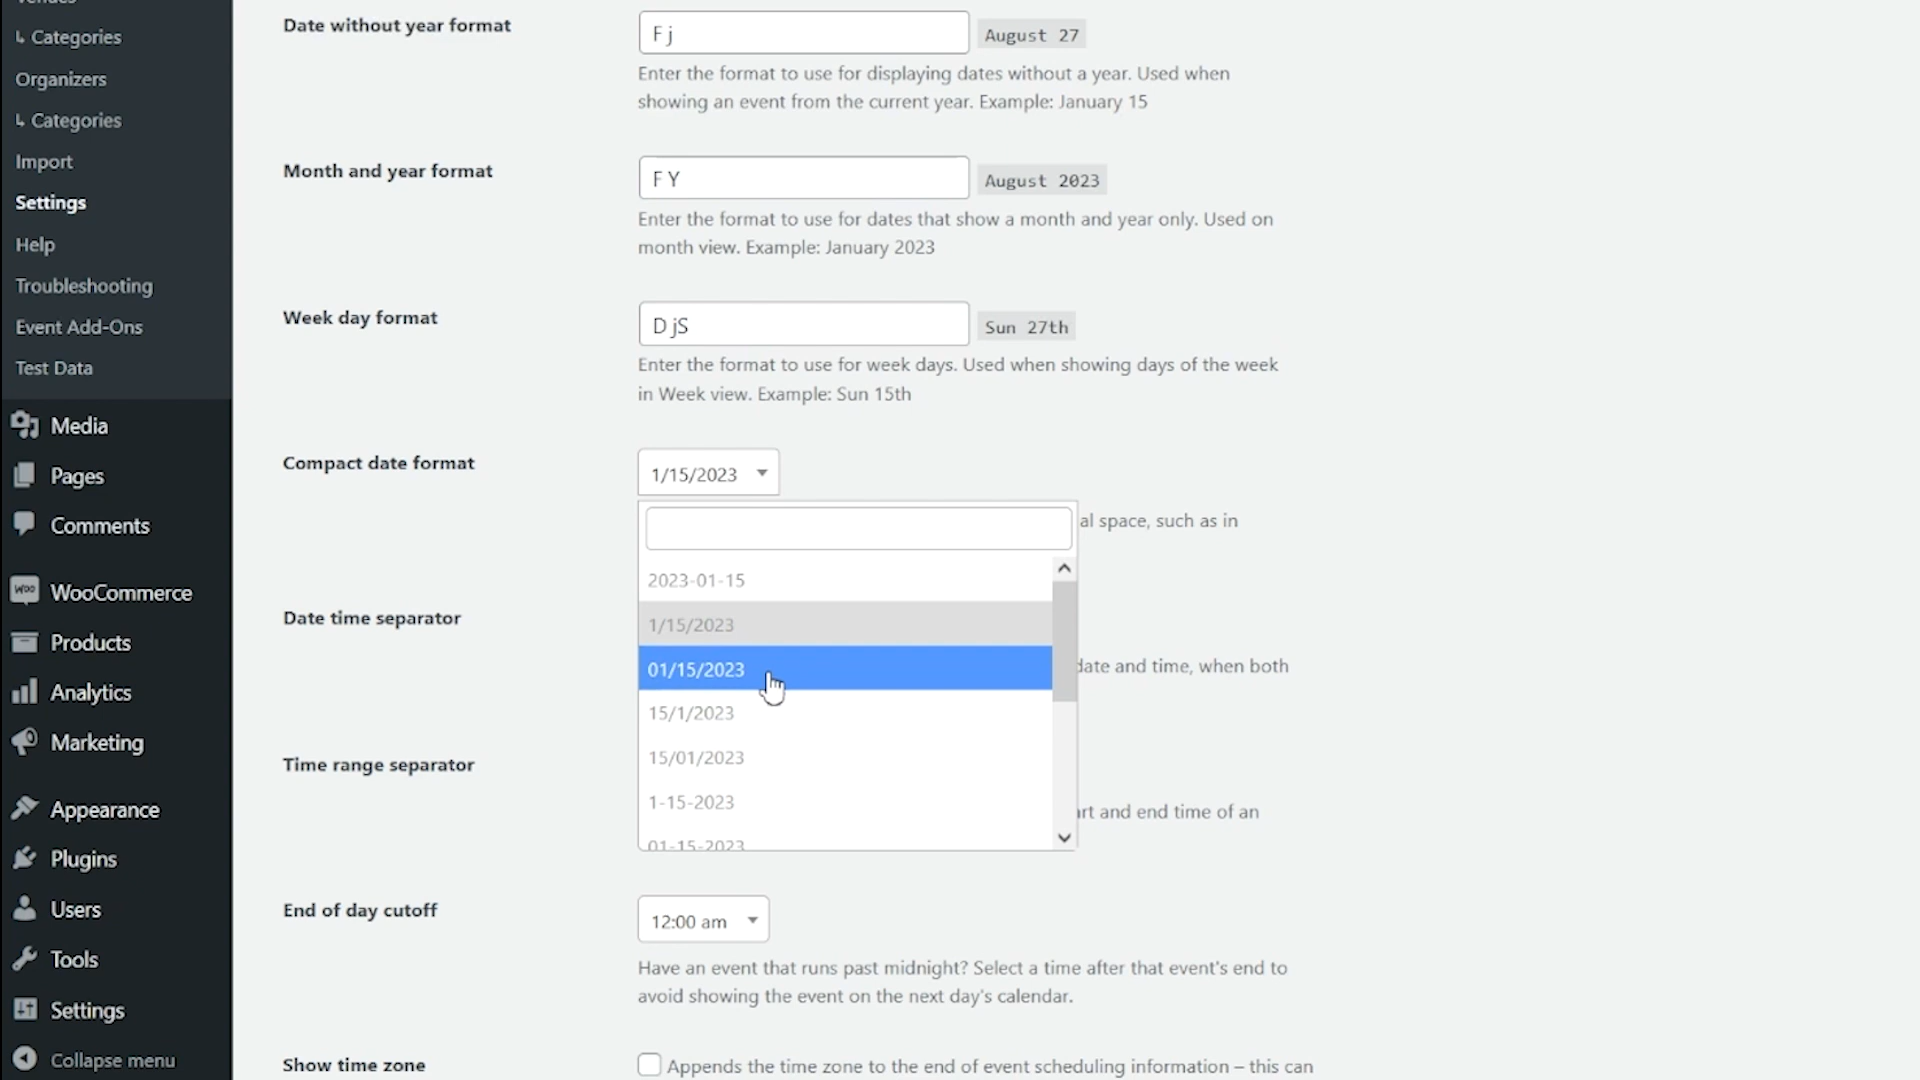 ↳ Categories
Organizers
↳ Categories
Import
Settings
Help
Troubleshooting
Event Add-Ons
Test Data
Media
Pages
Comments
WooCommerce
Products
Analytics
Marketing
Appearance
Plugins
Users
Tools
Settings
Collapse menu
Date without year format
F j
August 27
Enter the format to use for displaying dates without a year. Used when
showing an event from the current year. Example: January 15
Month and year format
F Y
August 2023
Enter the format to use for dates that show a month and year only. Used on
month view. Example: January 2023
Week day format
D jS
Sun 27th
Enter the format to use for week days. Used when showing days of the week
in Week view. Example: Sun 15th
Compact date format
1/15/2023
al space, such as in
2023-01-15
1/15/2023
01/15/2023
15/1/2023
15/01/2023
1-15-2023
01-15-2023
Date time separator
date and time, when both
Time range separator
and end time of an
End of day cutoff
12:00 am
Have an event that runs past midnight? Select a time after that event's end to
avoid showing the event on the next day's calendar.
Show time zone
Appends the time zone to the end of event scheduling information – this can